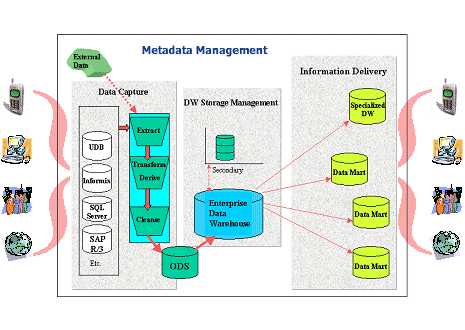 Metadata Management
External
Data
Data Capture
DW Storage Management
Information Delivery
UDB
Informix
SQL
Server
SAP
R/3
Etc.
Extract
Transform
Derive
Cleanse
ODS
Secondary
Enterprise
Data
Warehouse
Specialized
DW
Data Mart
Data Mart
Data Mart